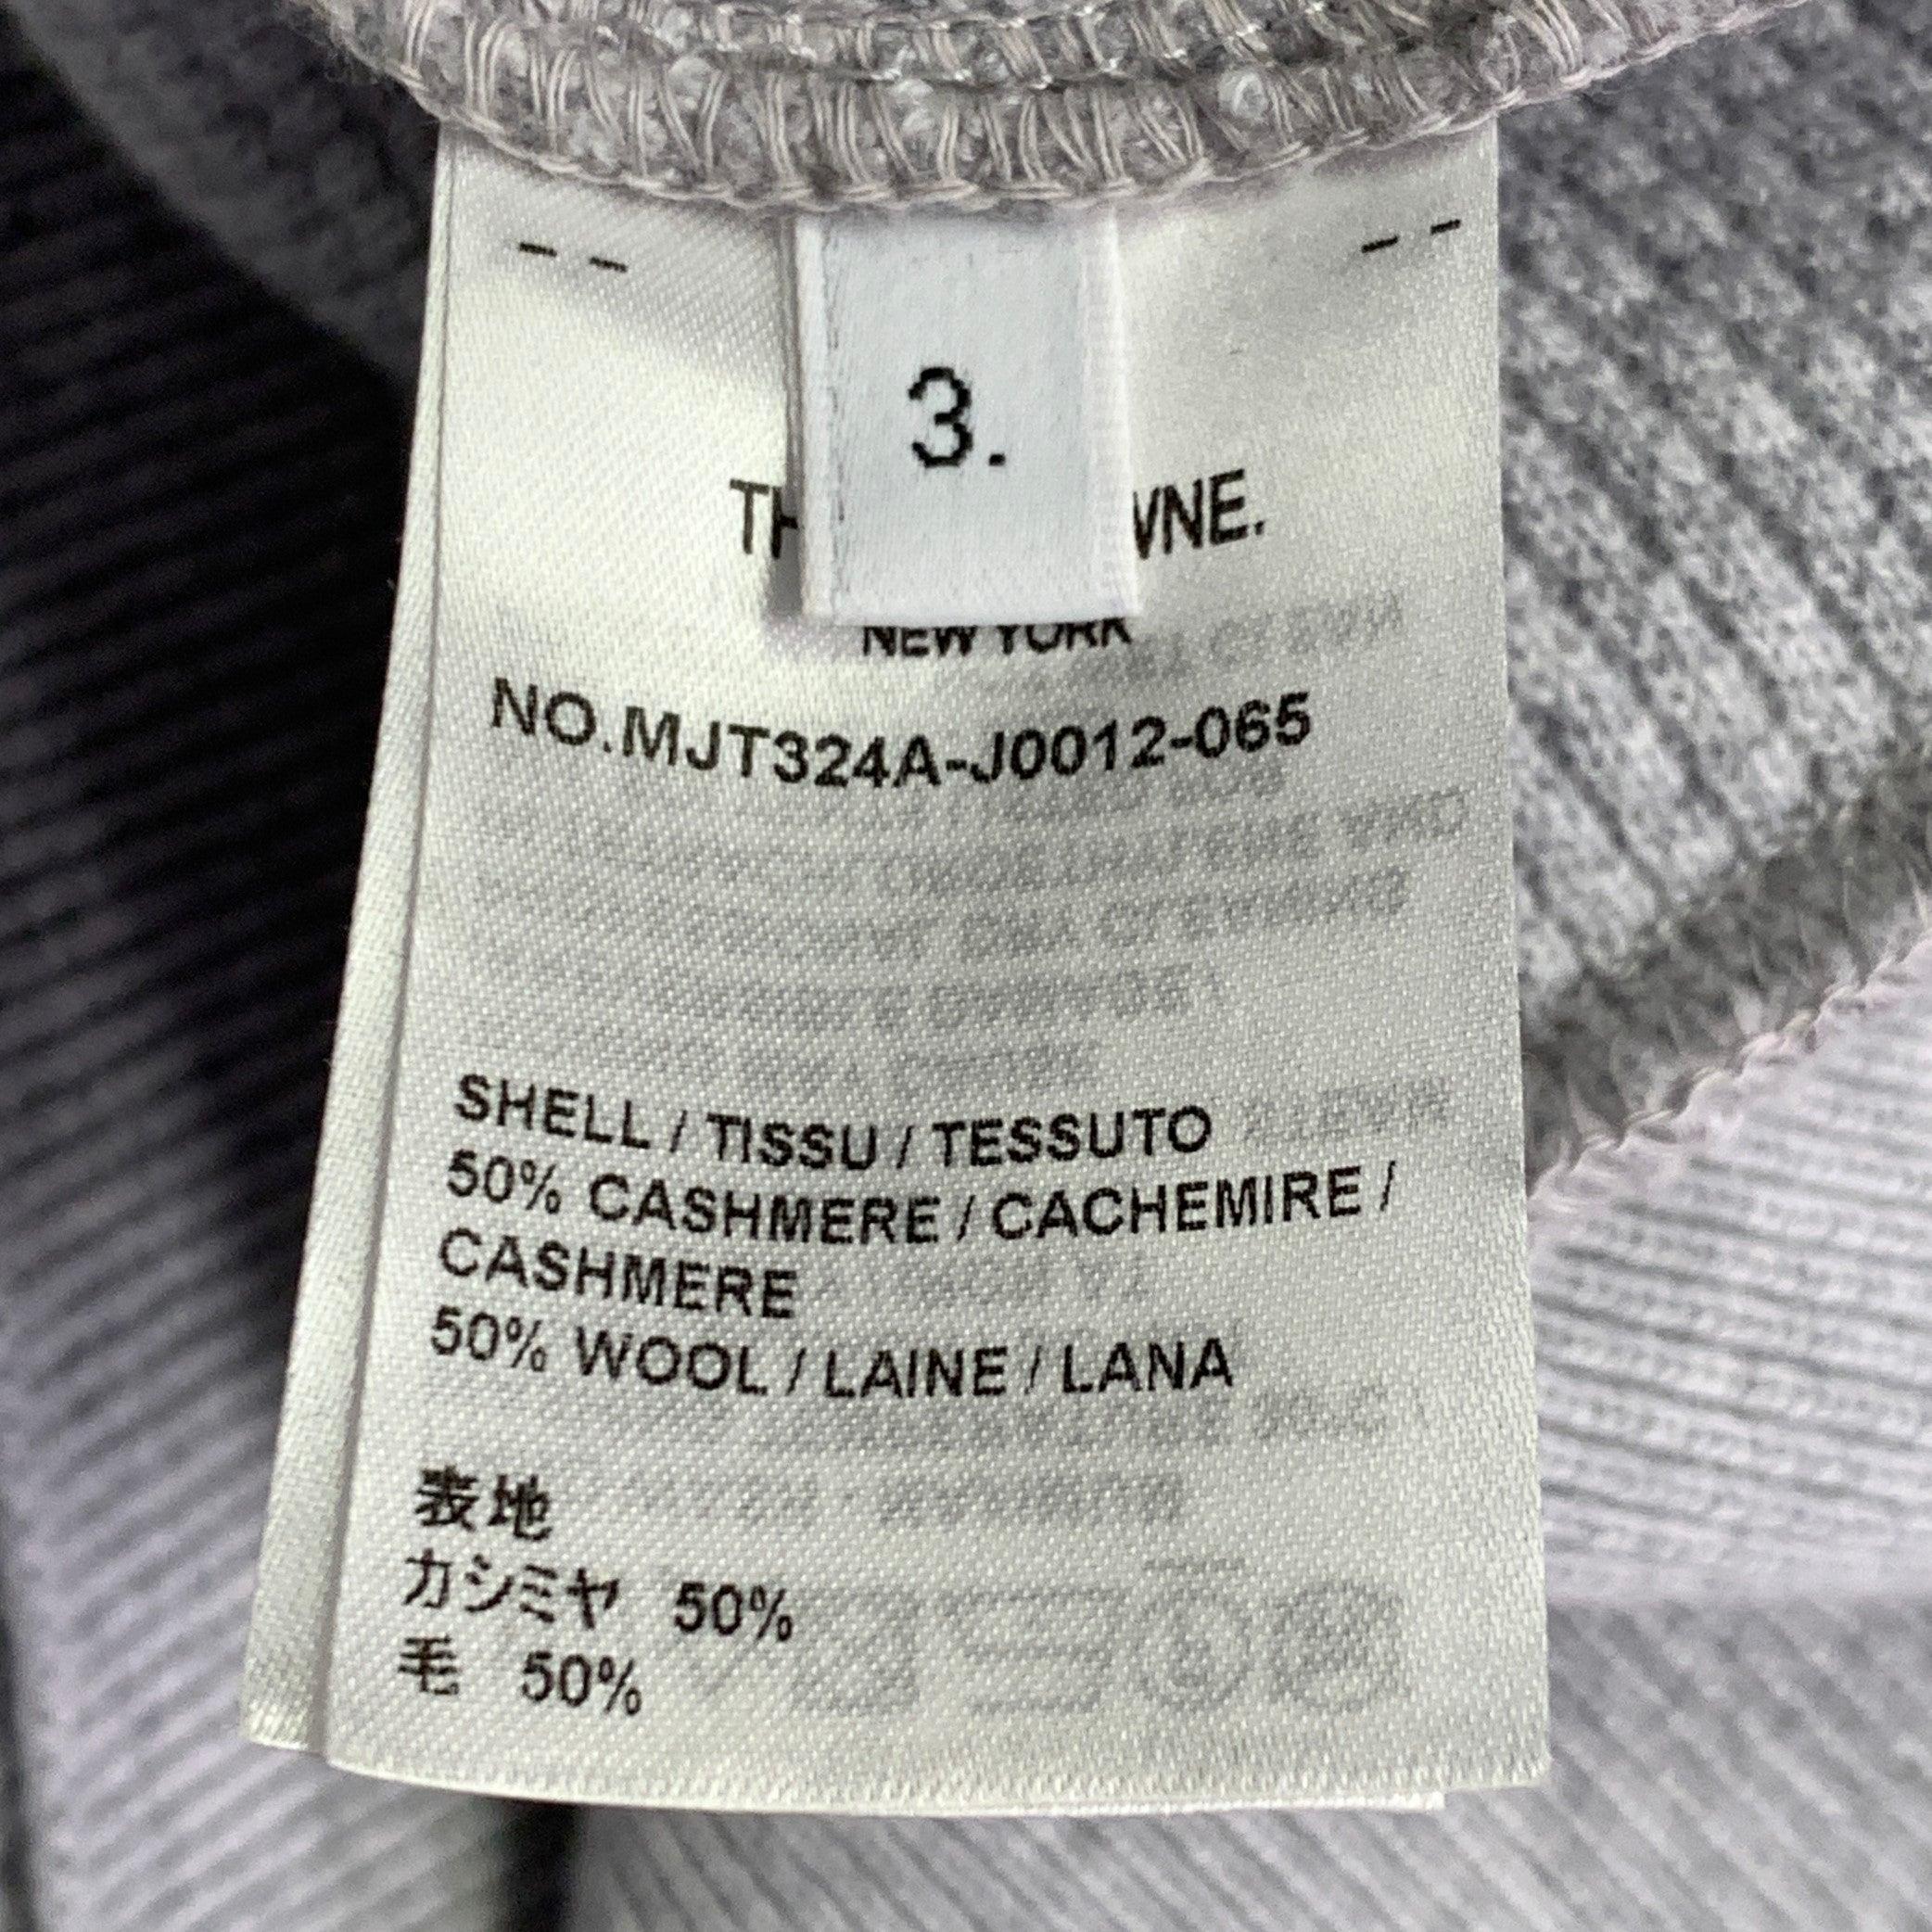 3.
NEW YORK
NO.MJT324A-J0012-065
SHELL / TISSU / TESSUTO
50% CASHMERE / CACHEMIRE /
CASHMERE
50% WOOL / LAINE / LANA
表地
カシミヤ 50%
毛 50%